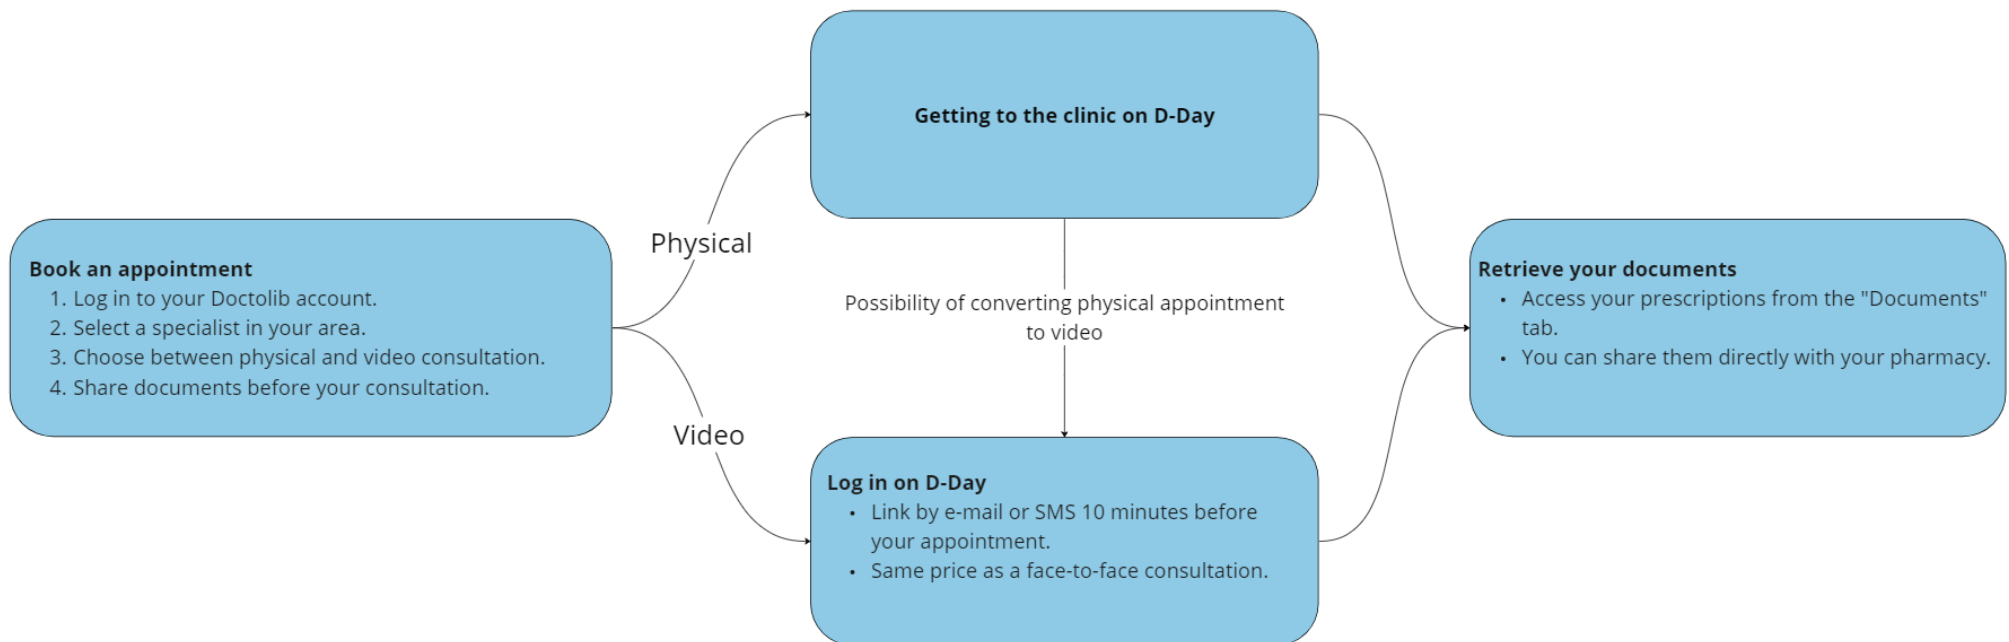 Getting to the clinic on D-Day
Physical
Book an appointment
1. Log in to your Doctolib account.
2. Select a specialist in your area.
3. Choose between physical and video consultation.
4. Share documents before your consultation.
Possibility of converting physical appointment
to video
Retrieve your documents
• Access your prescriptions from the "Documents"
tab.
• You can share them directly with your pharmacy.
Video
Log in on D-Day
• Link by e-mail or SMS 10 minutes before
your appointment.
• Same price as a face-to-face consultation.